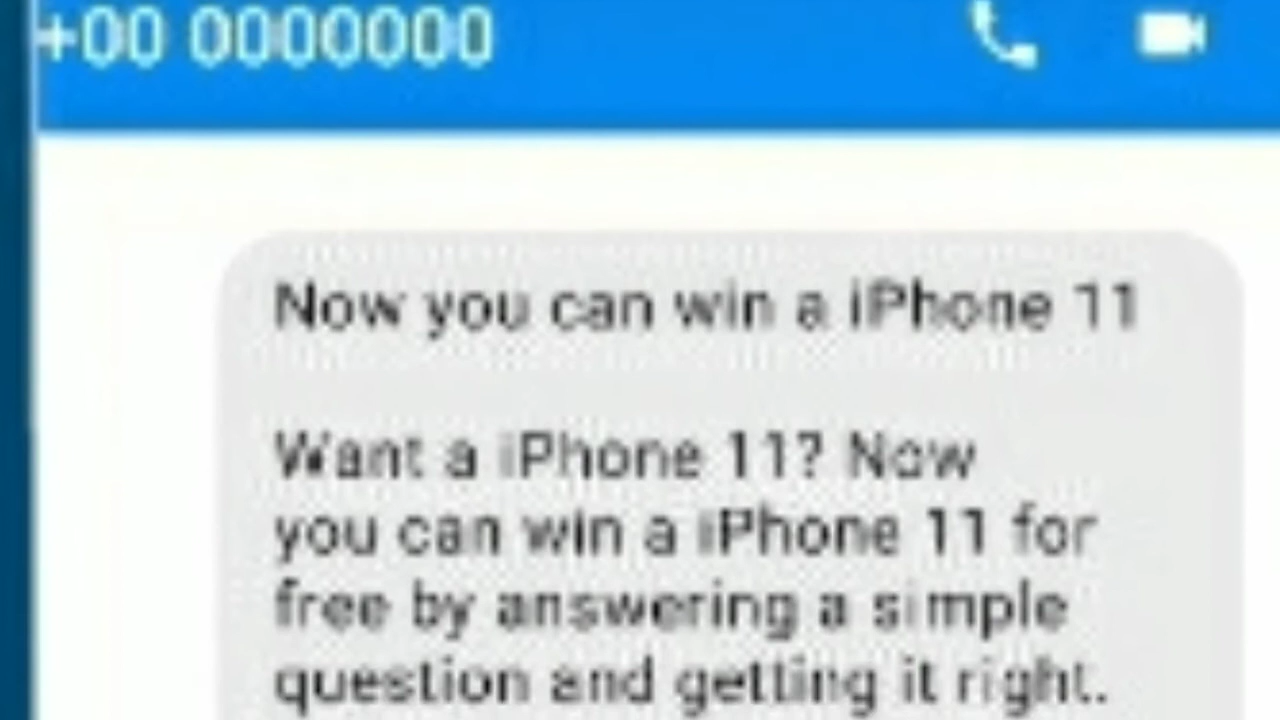 +00 0000000
Now you can win a iPhone 11
Want a iPhone 11? Now
you can win a iPhone 11 for
free by answering a simple
question and getting it right.